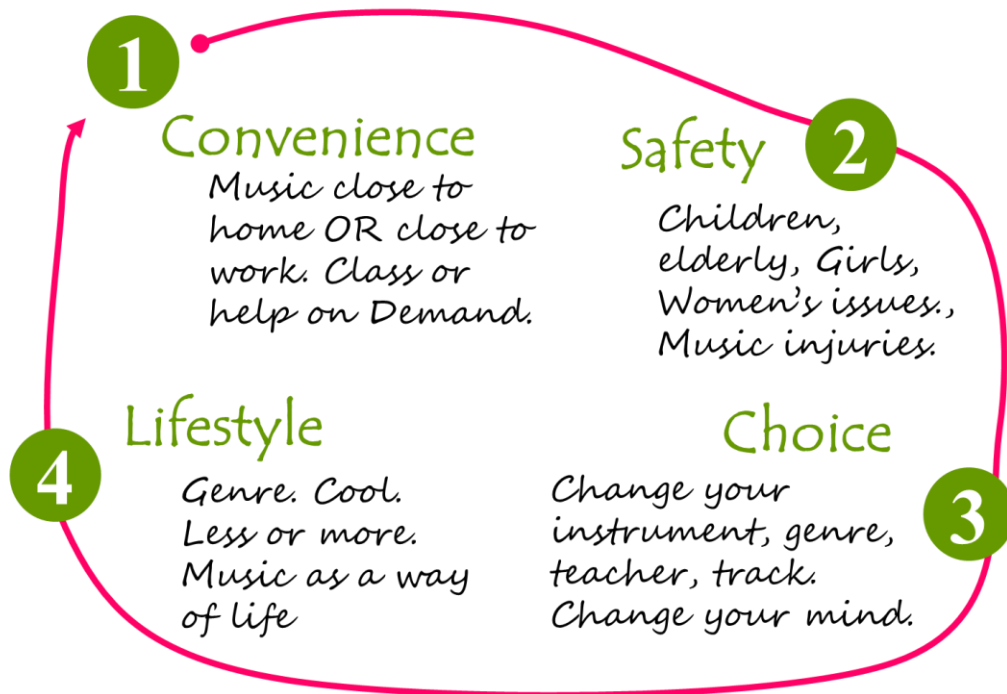 1
Convenience
Music close to
home OR close to
work. Class or
help on Demand.
2
Safety
Children,
elderly, Girls,
Women's issues.,
Music injuries.
3
Choice
Change your
instrument, genre,
teacher, track.
Change your mind.
4
Lifestyle
Genre. Cool.
Less or more.
Music as a way
of life